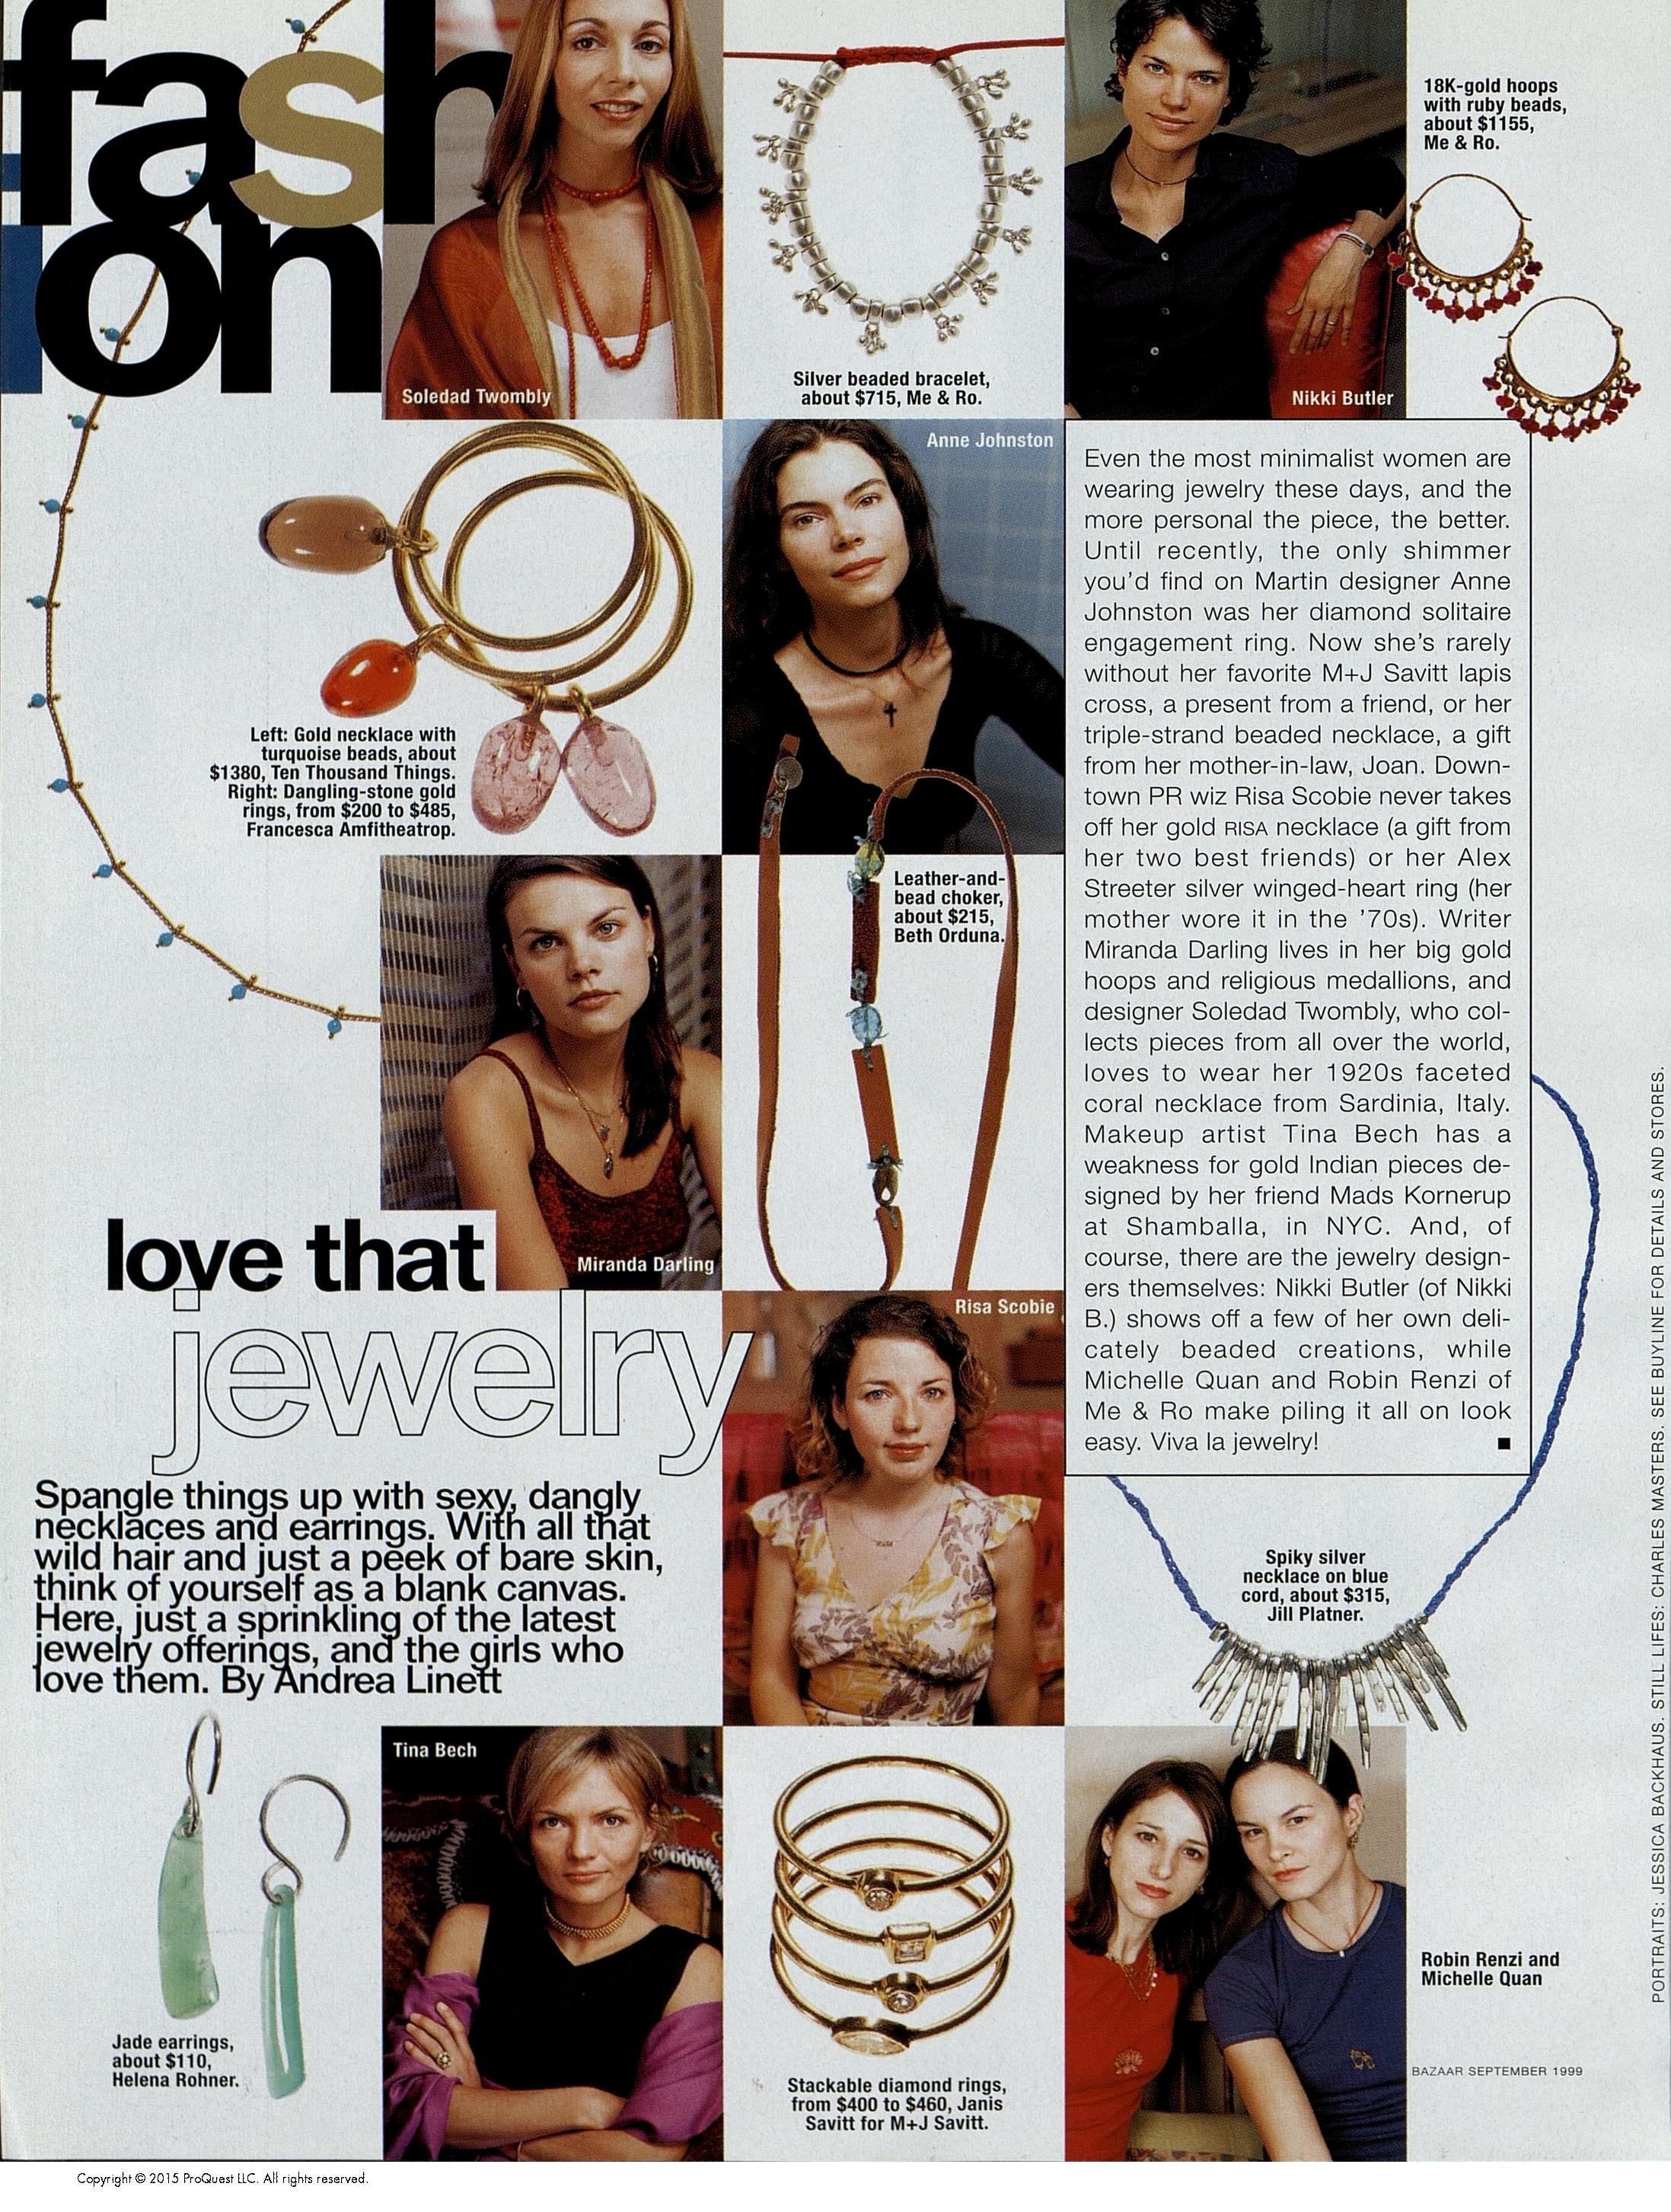 fash
ion
Soledad Twombly
Silver beaded bracelet,
about $715, Me & Ro.
Nikki Butler
18K-gold hoops
with ruby beads,
about $1155,
Me & Ro.
Left: Gold necklace with
turquoise beads, about
$1380, Ten Thousand Things.
Right: Dangling-stone gold
rings, from $200 to $485,
Francesca Amfitheatrop.
Anne Johnston
Even the most minimalist women are
wearing jewelry these days, and the
more personal the piece, the better.
Until recently, the only shimmer
you'd find on Martin designer Anne
Johnston was her diamond solitaire
engagement ring. Now she's rarely
without her favorite M+J Savitt lapis
cross, a present from a friend, or her
triple-strand beaded necklace, a gift
from her mother-in-law, Joan. Down-
town PR wiz Risa Scobie never takes
off her gold RISA necklace (a gift from
her two best friends) or her Alex
Streeter silver winged-heart ring (her
mother wore it in the '70s). Writer
Miranda Darling lives in her big gold
hoops and religious medallions, and
designer Soledad Twombly, who col-
lects pieces from all over the world,
loves to wear her 1920s faceted
coral necklace from Sardinia, Italy.
Makeup artist Tina Bech has a
weakness for gold Indian pieces de-
signed by her friend Mads Kornerup
at Shamballa, in NYC. And, of
course, there are the jewelry design-
ers themselves: Nikki Butler (of Nikki
B.) shows off a few of her own deli-
cately beaded creations, while
Michelle Quan and Robin Renzi of
Me & Ro make piling it all on look
easy. Viva la jewelry! ■
Leather-and-
bead choker,
about $215,
Beth Orduna.
Miranda Darling
love that
jewelry
Spangle things up with sexy, dangly
necklaces and earrings. With all that
wild hair and just a peek of bare skin,
think of yourself as a blank canvas.
Here, just a sprinkling of the latest
jewelry offerings, and the girls who
love them. By Andrea Linett
Risa Scobie
Spiky silver
necklace on blue
cord, about $315,
Jill Platner.
Jade earrings,
about $110,
Helena Rohner.
Tina Bech
Stackable diamond rings,
from $400 to $460, Janis
Savitt for M+J Savitt.
Robin Renzi and
Michelle Quan
BAZAAR SEPTEMBER 1999
PORTRAITS: JESSICA BACKHAUS. STILL LIFES: CHARLES MASTERS. SEE BUYLINE FOR DETAILS AND STORES.
Copyright © 2015 ProQuest LLC. All rights reserved.